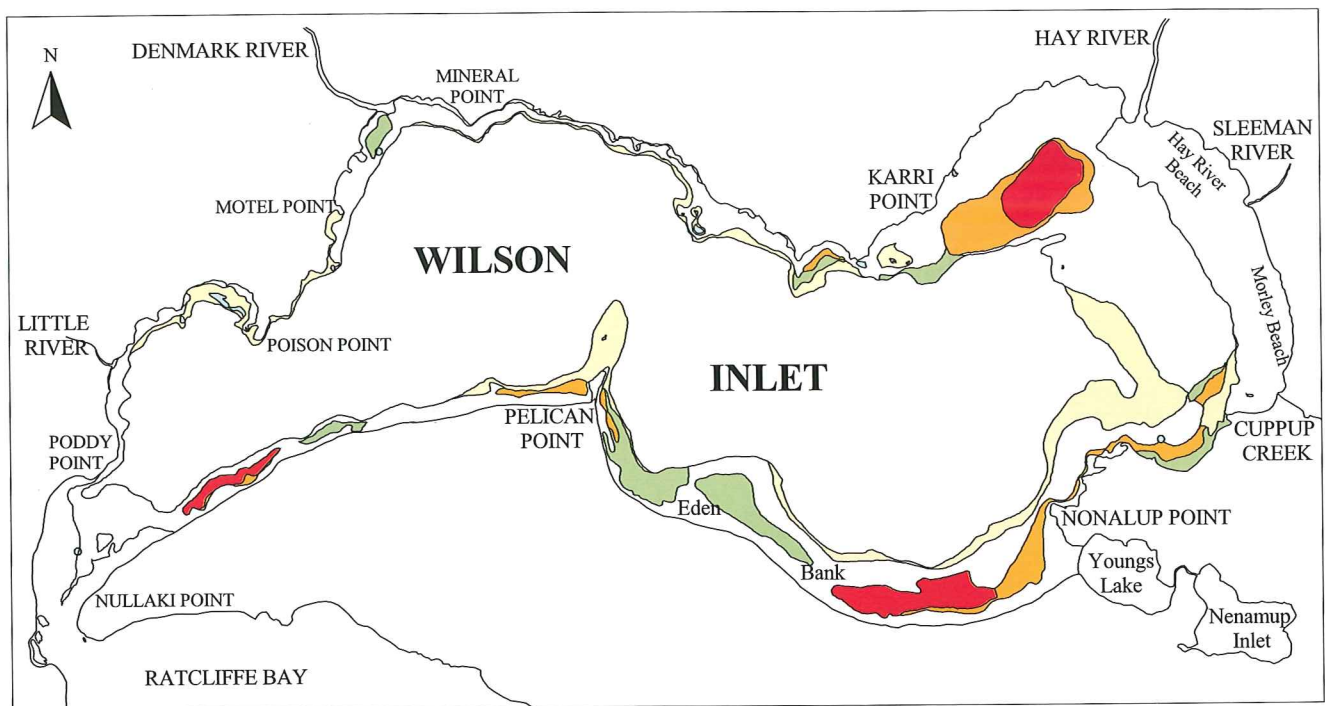 DENMARK RIVER
HAY RIVER
N
MINERAL
POINT
SLEEMAN
RIVER
Hay River
Beach
KARRI
POINT
MOTEL POINT
WILSON
Morley Beach
LITTLE
RIVER
POISON POINT
INLET
PELICAN
POINT
PODDY
POINT
CUPPUP
CREEK
Eden
NONALUP POINT
Bank
Youngs
Lake
NULLAKI POINT
Nenamup
Inlet
RATCLIFFE BAY